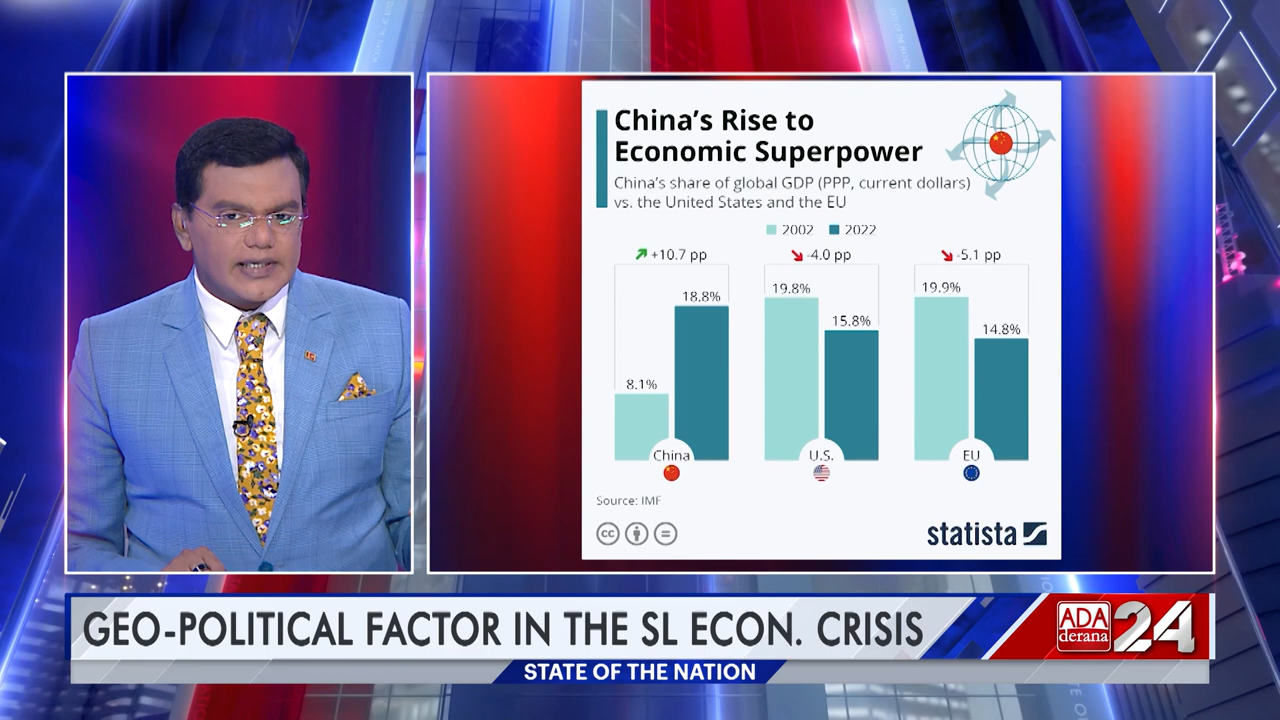 China's Rise to
Economic Superpower
China's share of global GDP (PPP, current dollars)
vs. the United States and the EU
2002 2022
+10.7 pp -4.0 pp -5.1 pp
8.1% 18.8% 19.8% 15.8% 19.9% 14.8%
China U.S. EU
Source: IMF
cc
statista
GEO-POLITICAL FACTOR IN THE SL ECON. CRISIS
ADA
derana
24
STATE OF THE NATION